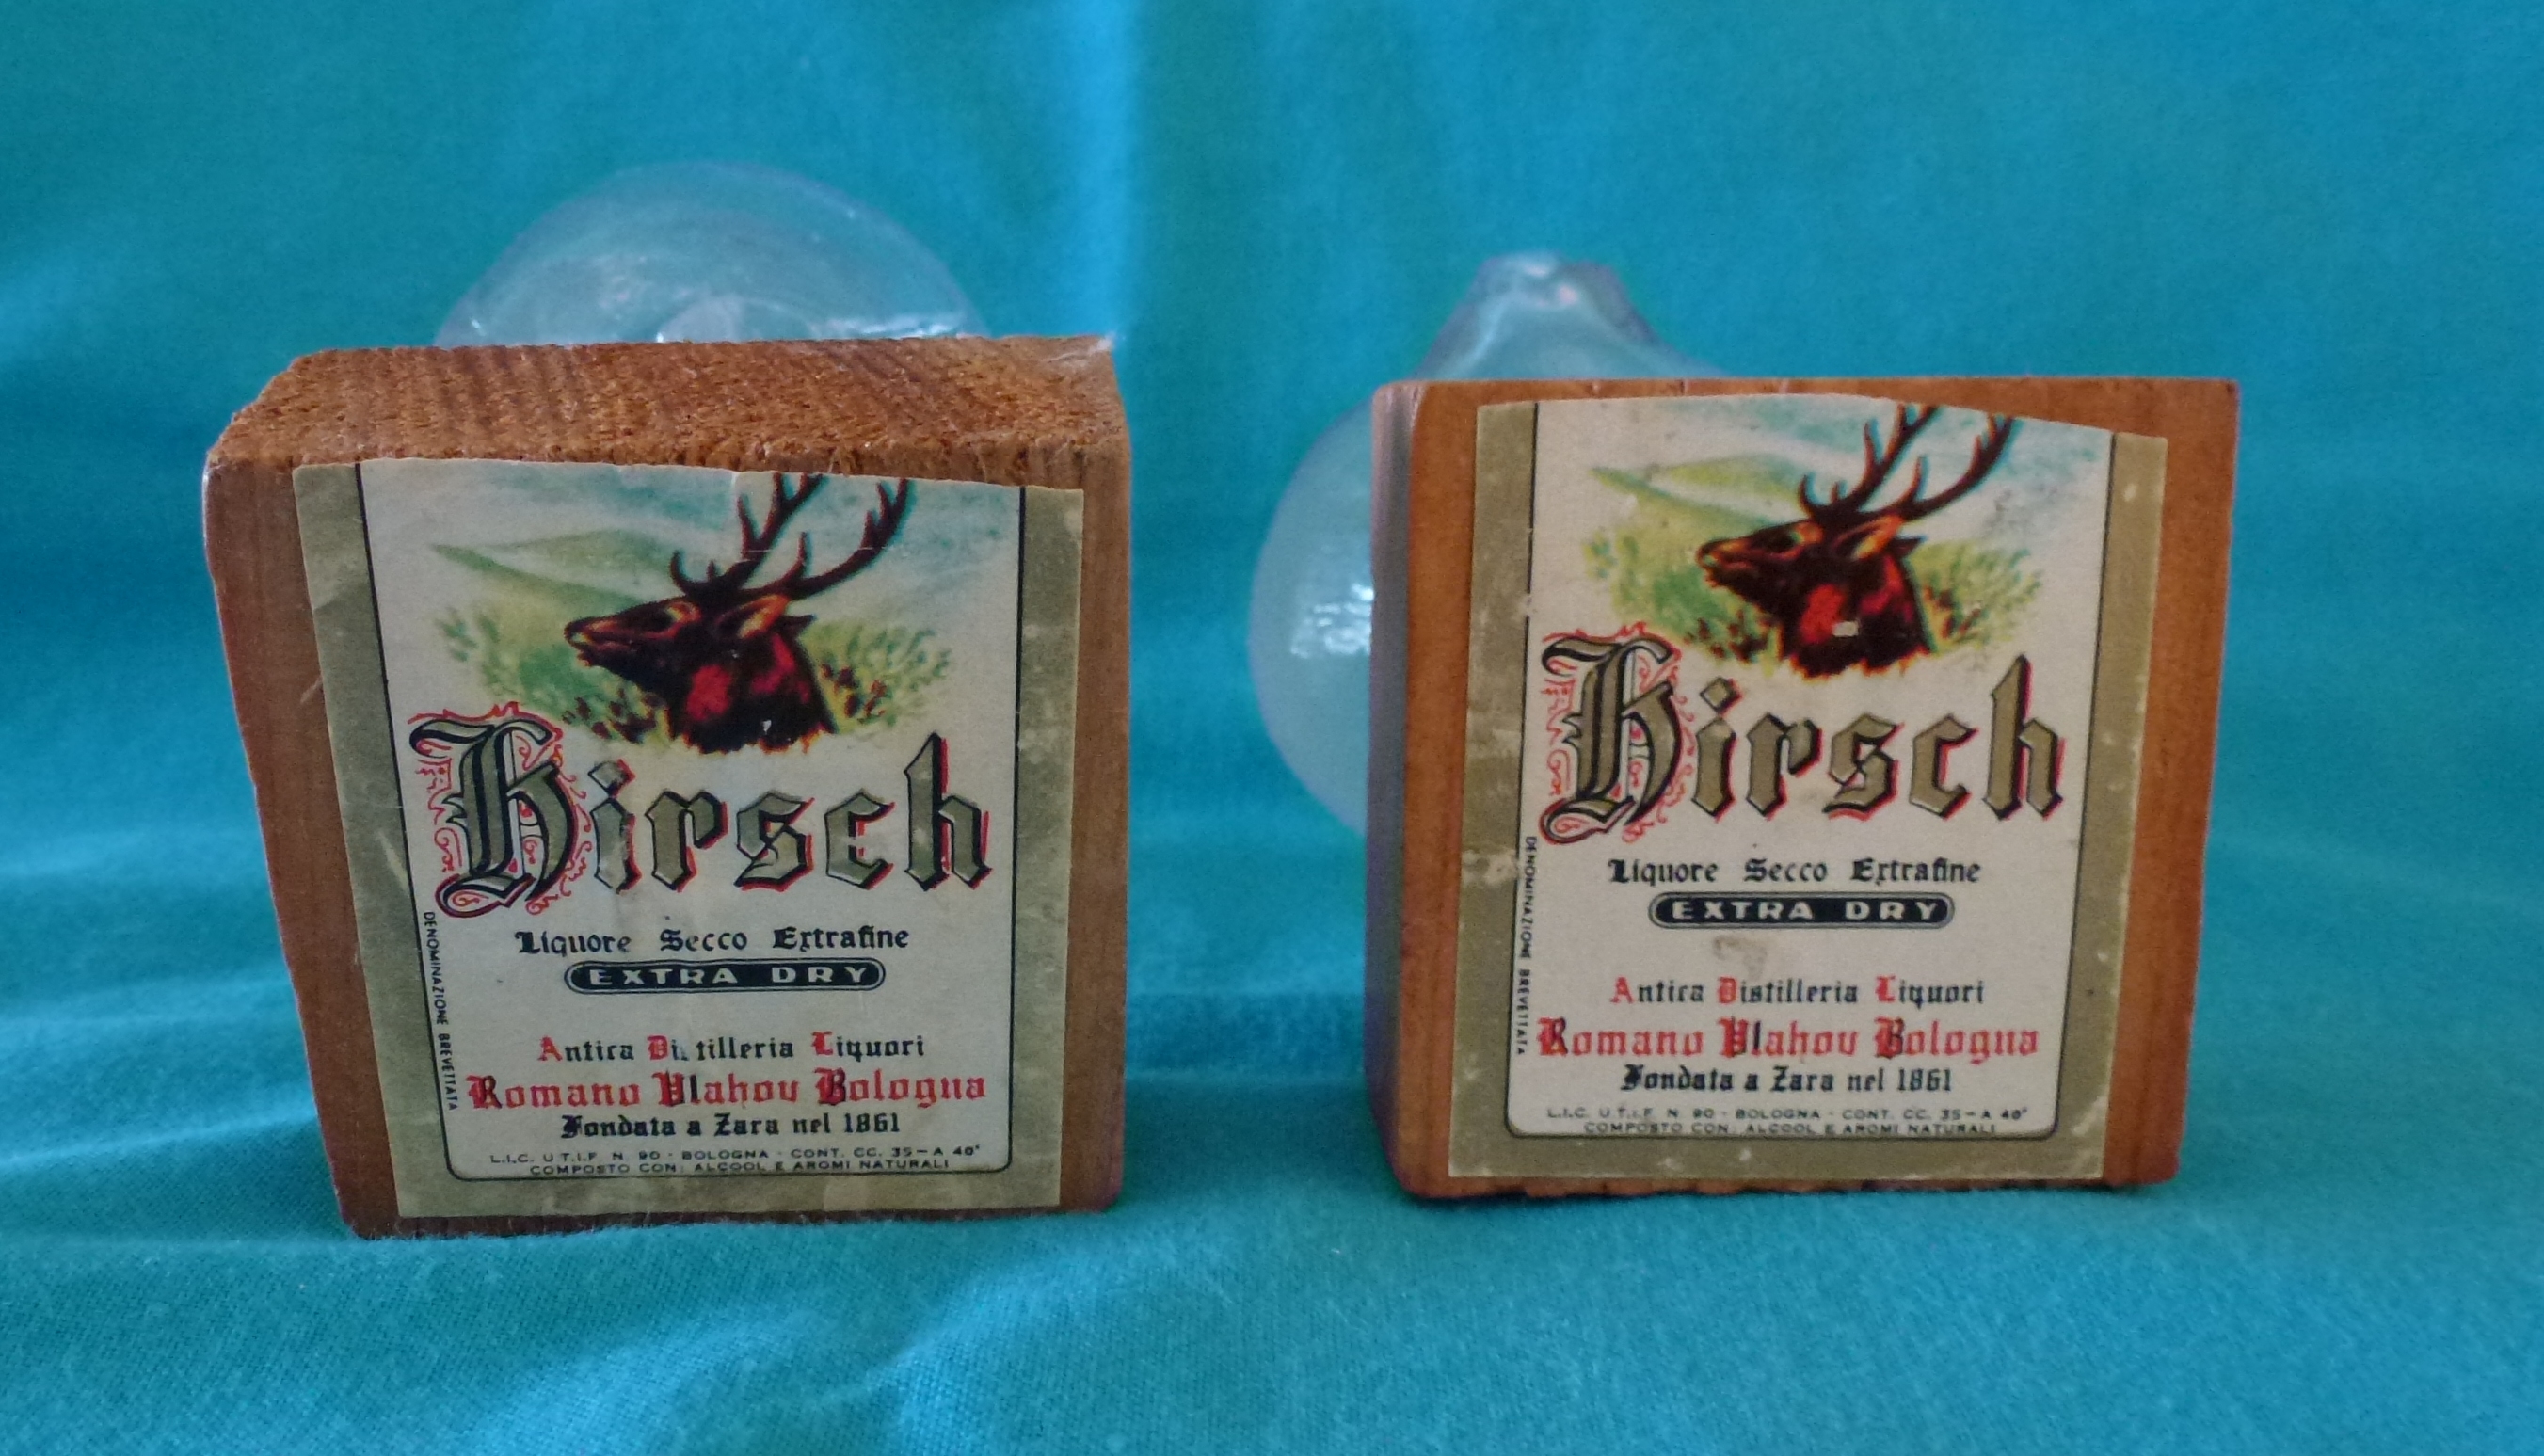 Hirsch
Liquore Secco Extrafine
EXTRA DRY
DENOMINAZIONE BREVETTATA
Antica Di tilleria Liquori
Romano Vlahov Bologna
Fondata a Zara nel 1861
L.I.C. U.T.I.F. N. 90 - BOLOGNA - CONT. CC. 35 - A 40°
COMPOSTO CON: ALCOOL E AROMI NATURALI
Hirsch
Liquore Secco Extrafine
EXTRA DRY
DENOMINAZIONE BREVETTATA
Antica Distilleria Liquori
Romano Vlahov Bologna
Fondata a Zara nel 1861
L.I.C. U.T.I.F. N. 90 - BOLOGNA - CONT. CC. 35 - A 40°
COMPOSTO CON: ALCOOL E AROMI NATURALI